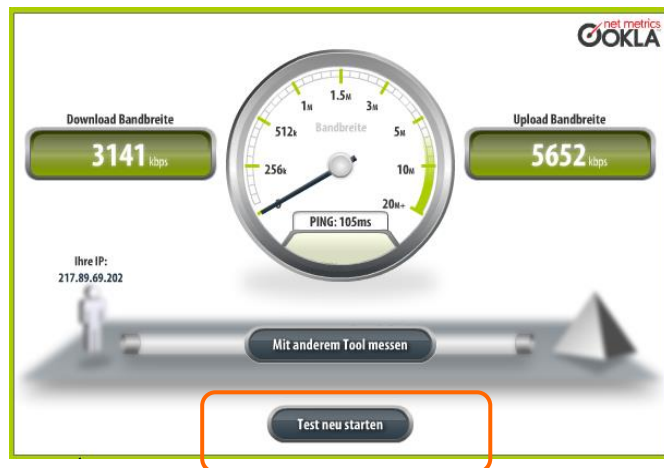 net metrics
OOKLA
Download Bandbreite
3141 kbps
Upload Bandbreite
5652 kbps
Bandbreite
0
256k
512k
1M
1.5M
3M
5M
10M
20M+
PING: 105ms
Ihre IP:
217.89.69.202
Mit anderem Tool messen
Test neu starten